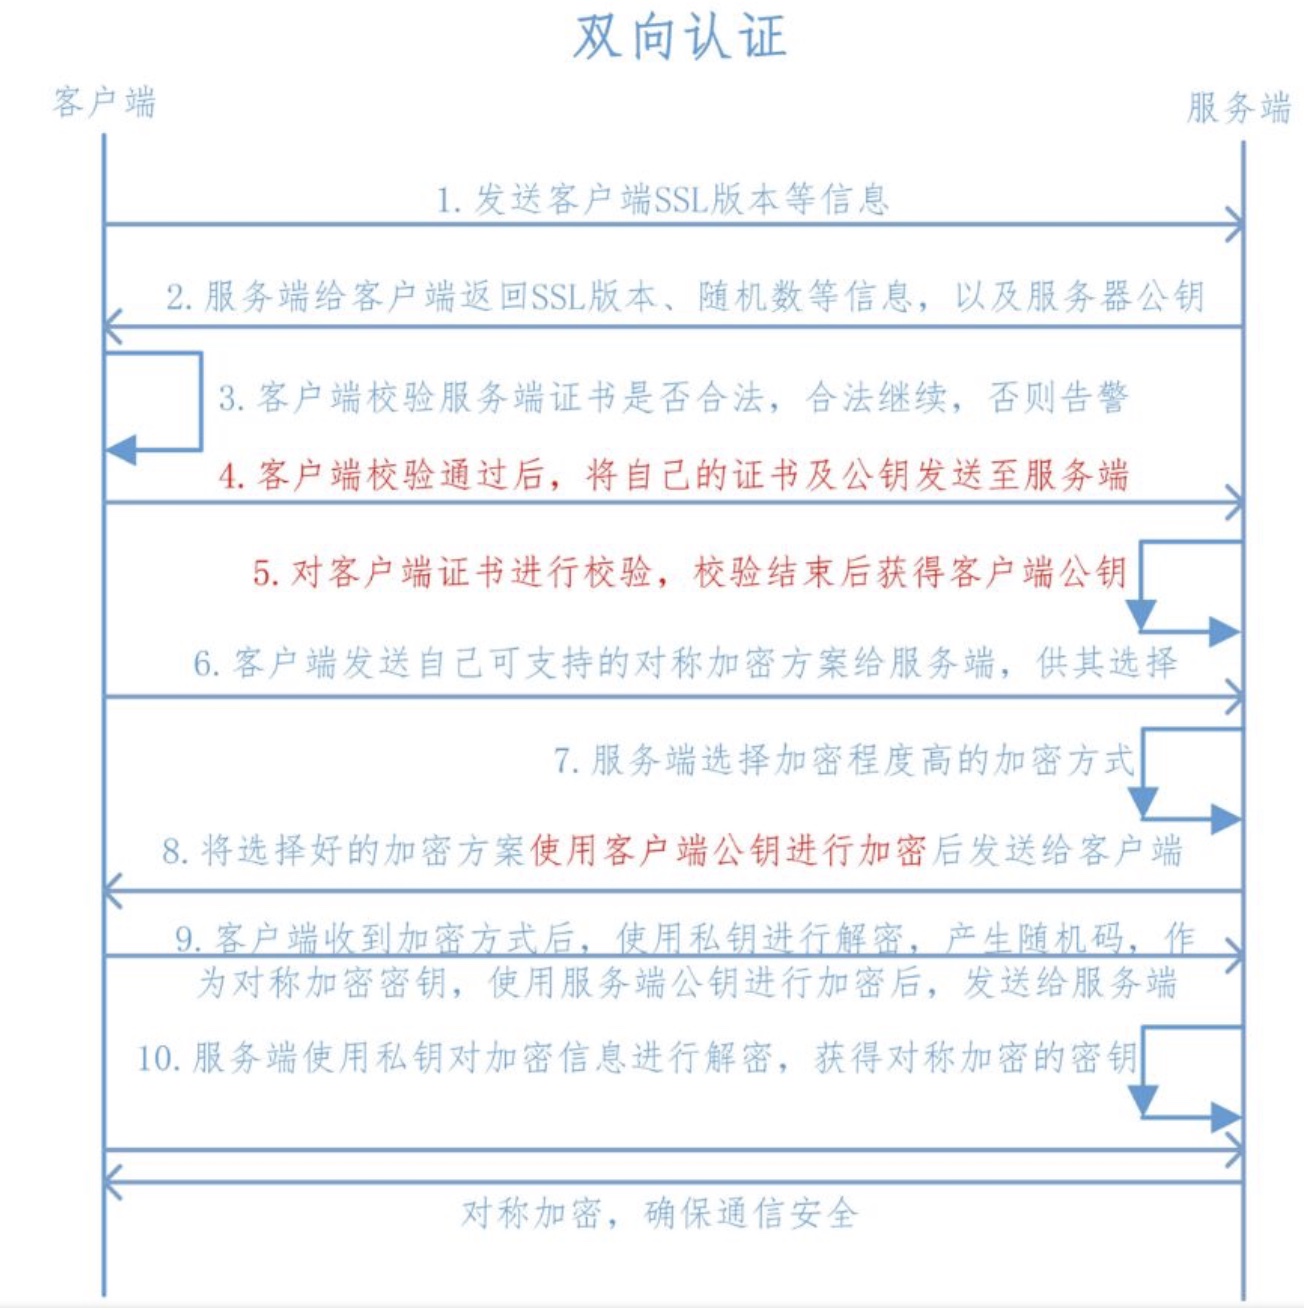 双向认证
客户端
服务端
1. 发送客户端SSL版本等信息
2. 服务端给客户端返回SSL版本、随机数等信息，以及服务器公钥
3. 客户端校验服务端证书是否合法，合法继续，否则告警
4. 客户端校验通过后，将自己的证书及公钥发送至服务端
5. 对客户端证书进行校验，校验结束后获得客户端公钥
6. 客户端发送自己可支持的对称加密方案给服务端，供其选择
7. 服务端选择加密程度高的加密方式
8. 将选择好的加密方案使用客户端公钥进行加密后发送给客户端
9. 客户端收到加密方式后，使用私钥进行解密，产生随机码，作
为对称加密密钥，使用服务端公钥进行加密后，发送给服务端
10. 服务端使用私钥对加密信息进行解密，获得对称加密的密钥
对称加密，确保通信安全